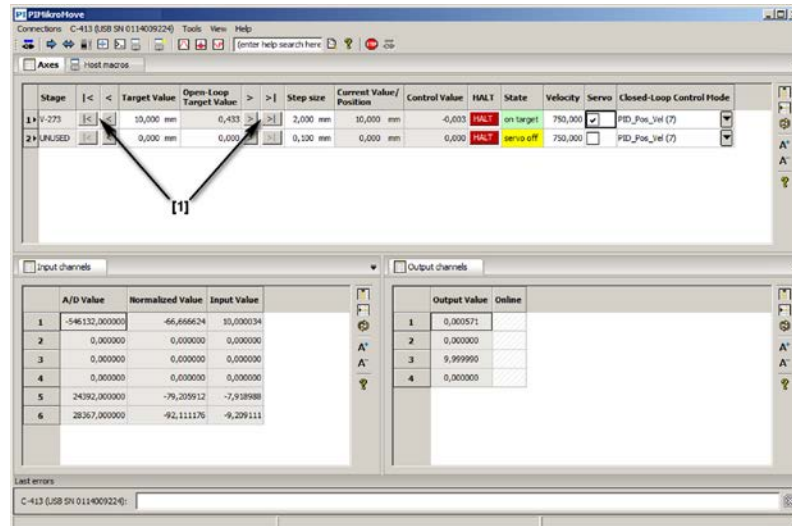 PIMikroMove
Connections C-413 (USB SN 0114009224) Tools View Help
(enter help search here
Axes Host macros
Stage |< < Target Value Open-Loop Target Value > >| Step size Current Value/ Position Control Value HALT State Velocity Servo Closed-Loop Control Mode
1 V-273 |< < 10,000 mm 0,433 > >| 2,000 mm 10,000 mm -0,003 HALT on target 750,000 PID_Pos_Vel (7)
2 UNUSED |< < 0,000 mm 0,000 > >| 0,100 mm 0,000 mm 0,000 HALT servo off 750,000 PID_Pos_Vel (7)
[1]
Input channels
A/D Value Normalized Value Input Value
1 -546132,000000 -66,666624 10,000034
2 0,000000 0,000000 0,000000
3 0,000000 0,000000 0,000000
4 0,000000 0,000000 0,000000
5 24392,000000 -79,205912 -7,918988
6 28367,000000 -92,111176 -9,209111
Output channels
Output Value Online
1 0,000571
2 0,000000
3 9,999990
4 0,000000
Last errors
C-413 (USB SN 0114009224):